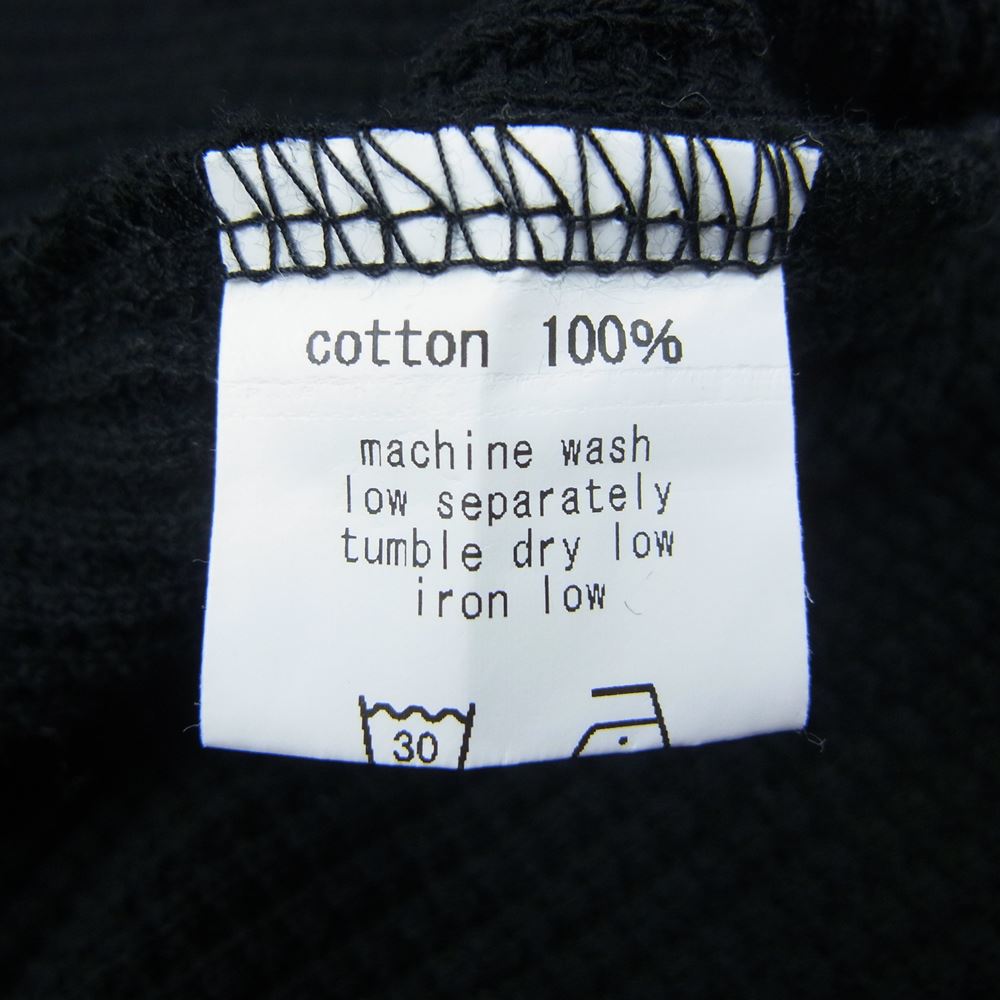 cotton 100%
machine wash
low separately
tumble dry low
iron low
30